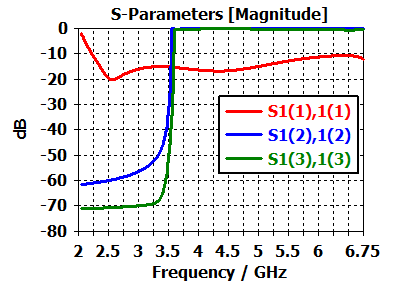 S-Parameters [Magnitude]
dB
0
-10
-20
-30
-40
-50
-60
-70
-80
S1(1),1(1)
S1(2),1(2)
S1(3),1(3)
2 2.5 3 3.5 4 4.5 5 5.5 6 6.75
Frequency / GHz